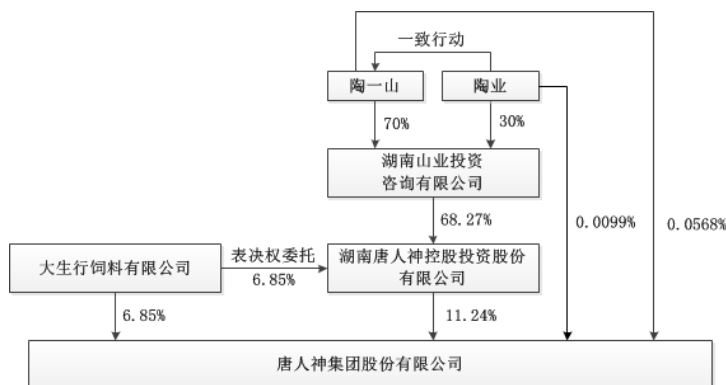 一致行动
陶一山
陶业
70%
30%
湖南山业投资
咨询有限公司
68.27%
0.0099%
0.0568%
大生行饲料有限公司
表决权委托
6.85%
湖南唐人神控股投资股份
有限公司
6.85%
11.24%
唐人神集团股份有限公司